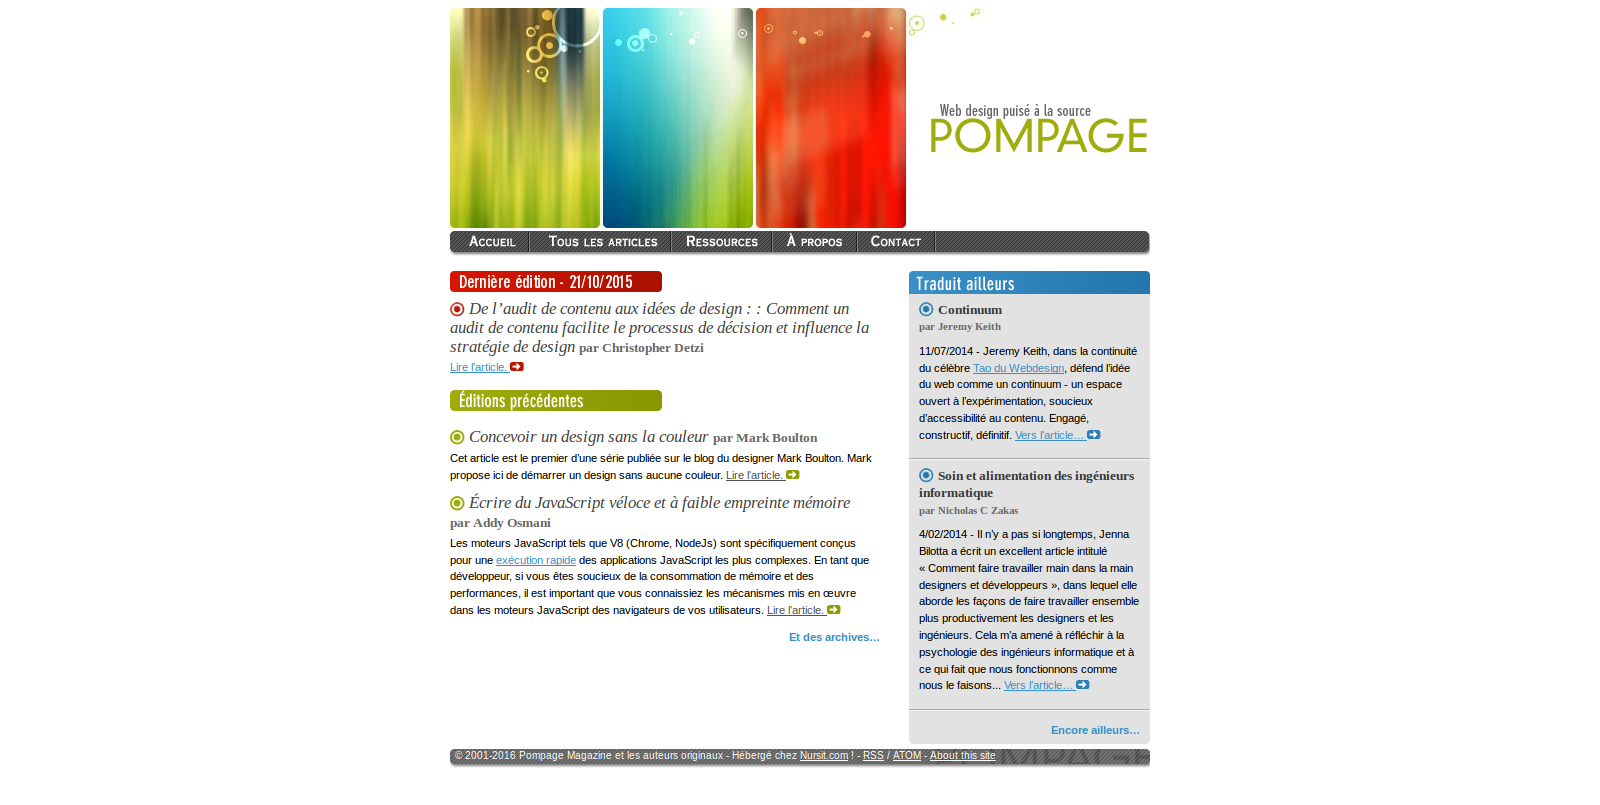 Web design puisé à la source
POMPAGE
Accueil
Tous les articles
Ressources
À propos
Contact
Dernière édition - 21/10/2015
De l’audit de contenu aux idées de design : : Comment un
audit de contenu facilite le processus de décision et influence la
stratégie de design par Christopher Detzi
Lire l'article.
Éditions précédentes
Concevoir un design sans la couleur par Mark Boulton
Cet article est le premier d'une série publiée sur le blog du designer Mark Boulton. Mark
propose ici de démarrer un design sans aucune couleur. Lire l'article.
Écrire du JavaScript véloce et à faible empreinte mémoire
par Addy Osmani
Les moteurs JavaScript tels que V8 (Chrome, NodeJs) sont spécifiquement conçus
pour une exécution rapide des applications JavaScript les plus complexes. En tant que
développeur, si vous êtes soucieux de la consommation de mémoire et des
performances, il est important que vous connaissiez les mécanismes mis en œuvre
dans les moteurs JavaScript des navigateurs de vos utilisateurs. Lire l'article.
Et des archives…
Traduit ailleurs
Continuum
par Jeremy Keith
11/07/2014 - Jeremy Keith, dans la continuité
du célèbre Tao du Webdesign, défend l'idée
du web comme un continuum - un espace
ouvert à l'expérimentation, soucieux
d'accessibilité au contenu. Engagé,
constructif, définitif. Vers l'article…
Soin et alimentation des ingénieurs
informatique
par Nicholas C Zakas
4/02/2014 - Il n'y a pas si longtemps, Jenna
Bilotta a écrit un excellent article intitulé
« Comment faire travailler main dans la main
designers et développeurs », dans lequel elle
aborde les façons de faire travailler ensemble
plus productivement les designers et les
ingénieurs. Cela m'a amené à réfléchir à la
psychologie des ingénieurs informatique et à
ce qui fait que nous fonctionnons comme
nous le faisons... Vers l'article…
Encore ailleurs…
© 2001-2016 Pompage Magazine et les auteurs originaux - Hébergé chez Nursit.com ! - RSS / ATOM - About this site